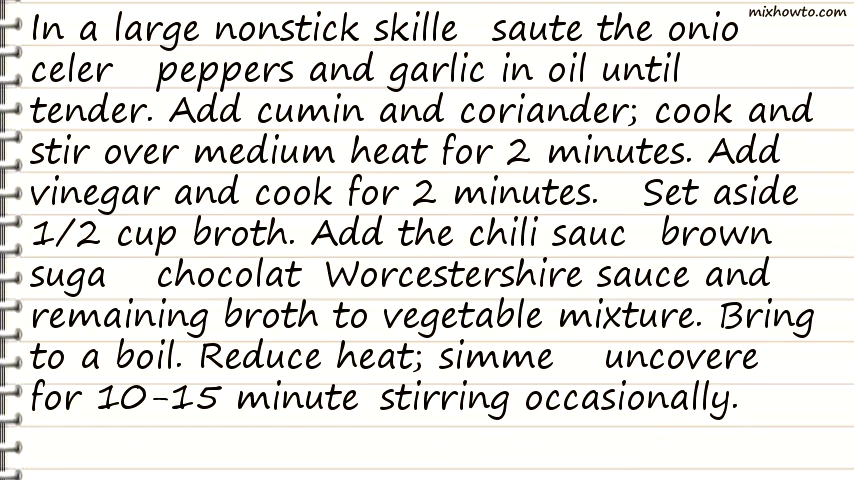 mixhowto.com
In a large nonstick skille saute the onio
celer peppers and garlic in oil until
tender. Add cumin and coriander; cook and
stir over medium heat for 2 minutes. Add
vinegar and cook for 2 minutes. Set aside
1/2 cup broth. Add the chili sauc brown
suga chocolat Worcestershire sauce and
remaining broth to vegetable mixture. Bring
to a boil. Reduce heat; simme uncovere
for 10-15 minute stirring occasionally.